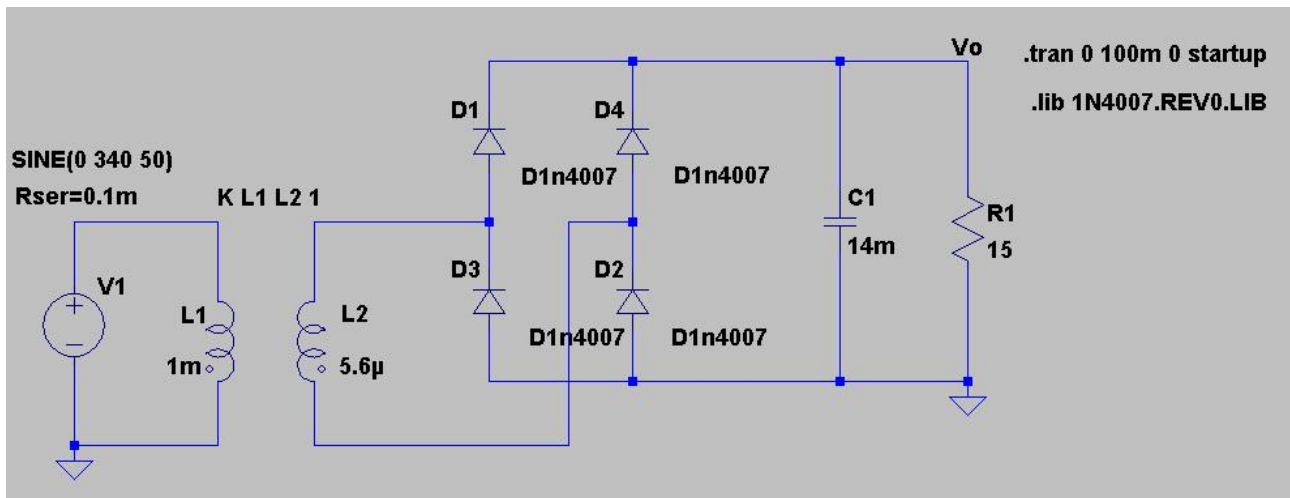 Vo
.tran 0 100m 0 startup
.lib 1N4007.REV0.LIB
D1
D4
SINE(0 340 50)
Rser=0.1m
K L1 L2 1
D1n4007
D1n4007
C1
14m
R1
15
V1
L1
1m
L2
5.6µ
D3
D2
D1n4007
D1n4007